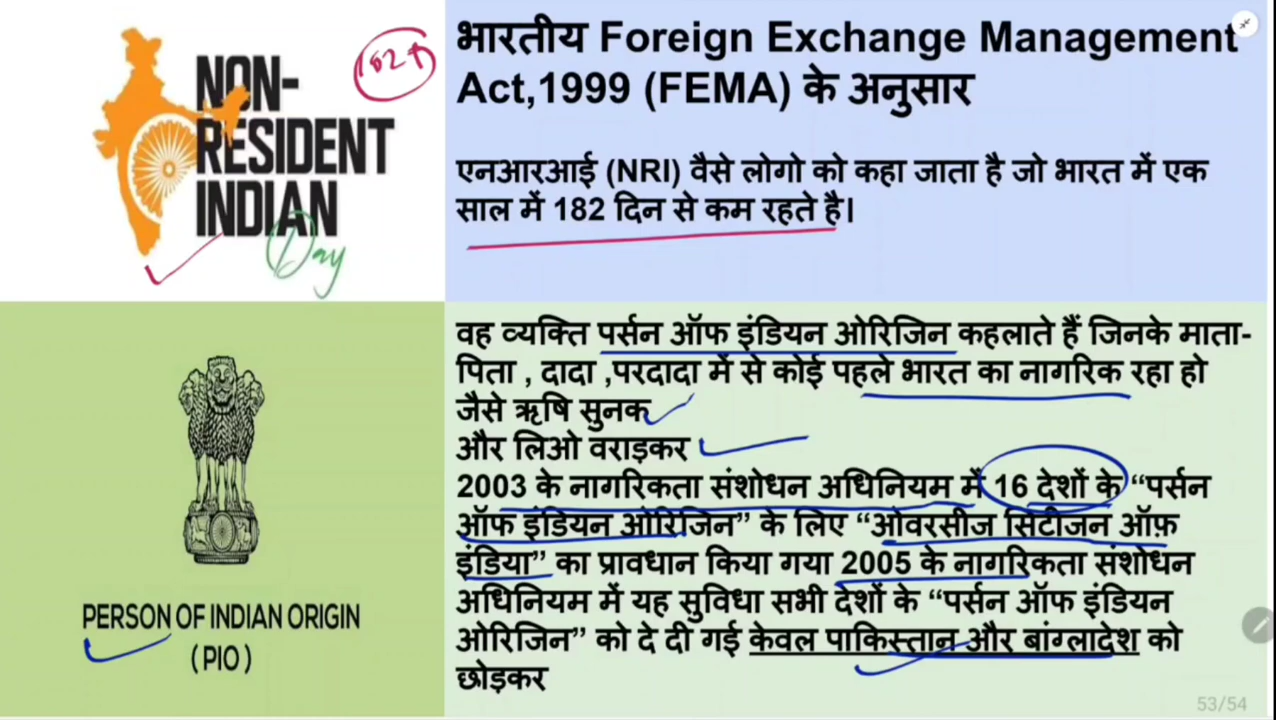 NON-
RESIDENT
INDIAN
Day
182+
भारतीय Foreign Exchange Management
Act,1999 (FEMA) के अनुसार
एनआरआई (NRI) वैसे लोगो को कहा जाता है जो भारत में एक
साल में 182 दिन से कम रहते है।
PERSON OF INDIAN ORIGIN
(PIO)
वह व्यक्ति पर्सन ऑफ इंडियन ओरिजिन कहलाते हैं जिनके माता-
पिता , दादा ,परदादा में से कोई पहले भारत का नागरिक रहा हो
जैसे ऋषि सुनक
और लिओ वराड़कर
2003 के नागरिकता संशोधन अधिनियम में 16 देशों के “पर्सन
ऑफ इंडियन ओरिजिन” के लिए “ओवरसीज सिटीजन ऑफ़
इंडिया” का प्रावधान किया गया 2005 के नागरिकता संशोधन
अधिनियम में यह सुविधा सभी देशों के “पर्सन ऑफ इंडियन
ओरिजिन” को दे दी गई केवल पाकिस्तान और बांग्लादेश को
छोड़कर
53/54